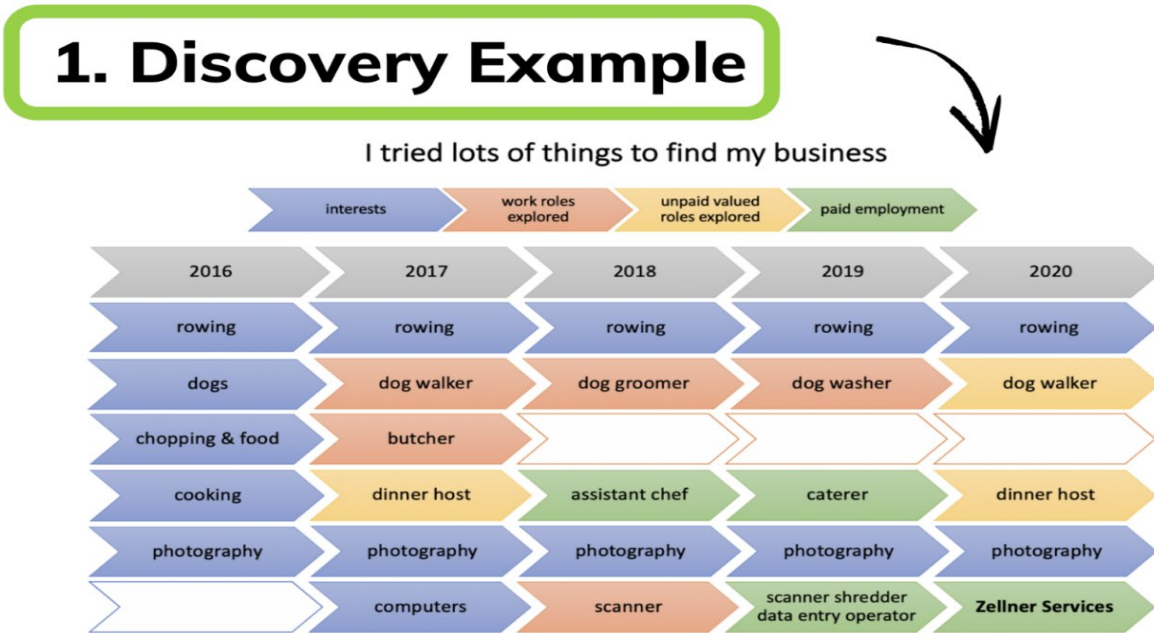 1. Discovery Example
I tried lots of things to find my business
interests
work roles
explored
unpaid valued
roles explored
paid employment
2016 2017 2018 2019 2020
rowing rowing rowing rowing rowing
dogs dog walker dog groomer dog washer dog walker
chopping & food butcher
cooking dinner host assistant chef caterer dinner host
photography photography photography photography photography
computers scanner scanner shredder
data entry operator Zellner Services